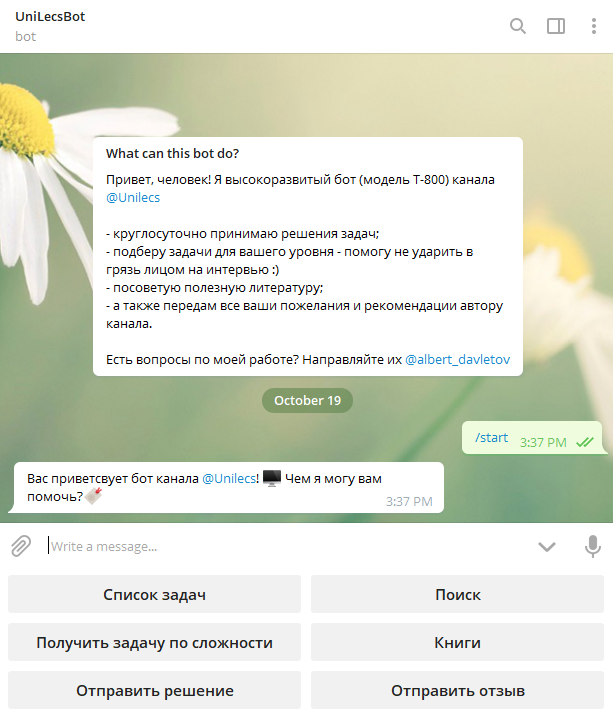 UniLecsBot
bot
What can this bot do?
Привет, человек! Я высокоразвитый бот (модель T-800) канала
@Unilecs
- круглосуточно принимаю решения задач;
- подберу задачи для вашего уровня - помогу не ударить в
грязь лицом на интервью :)
- посоветую полезную литературу;
- а также передам все ваши пожелания и рекомендации автору
канала.
Есть вопросы по моей работе? Направляйте их @albert_davletov
October 19
/start 3:37 PM
Вас приветсвует бот канала @Unilecs! Чем я могу вам
помочь?
3:37 PM
Write a message...
Список задач Поиск
Получить задачу по сложности Книги
Отправить решение Отправить отзыв